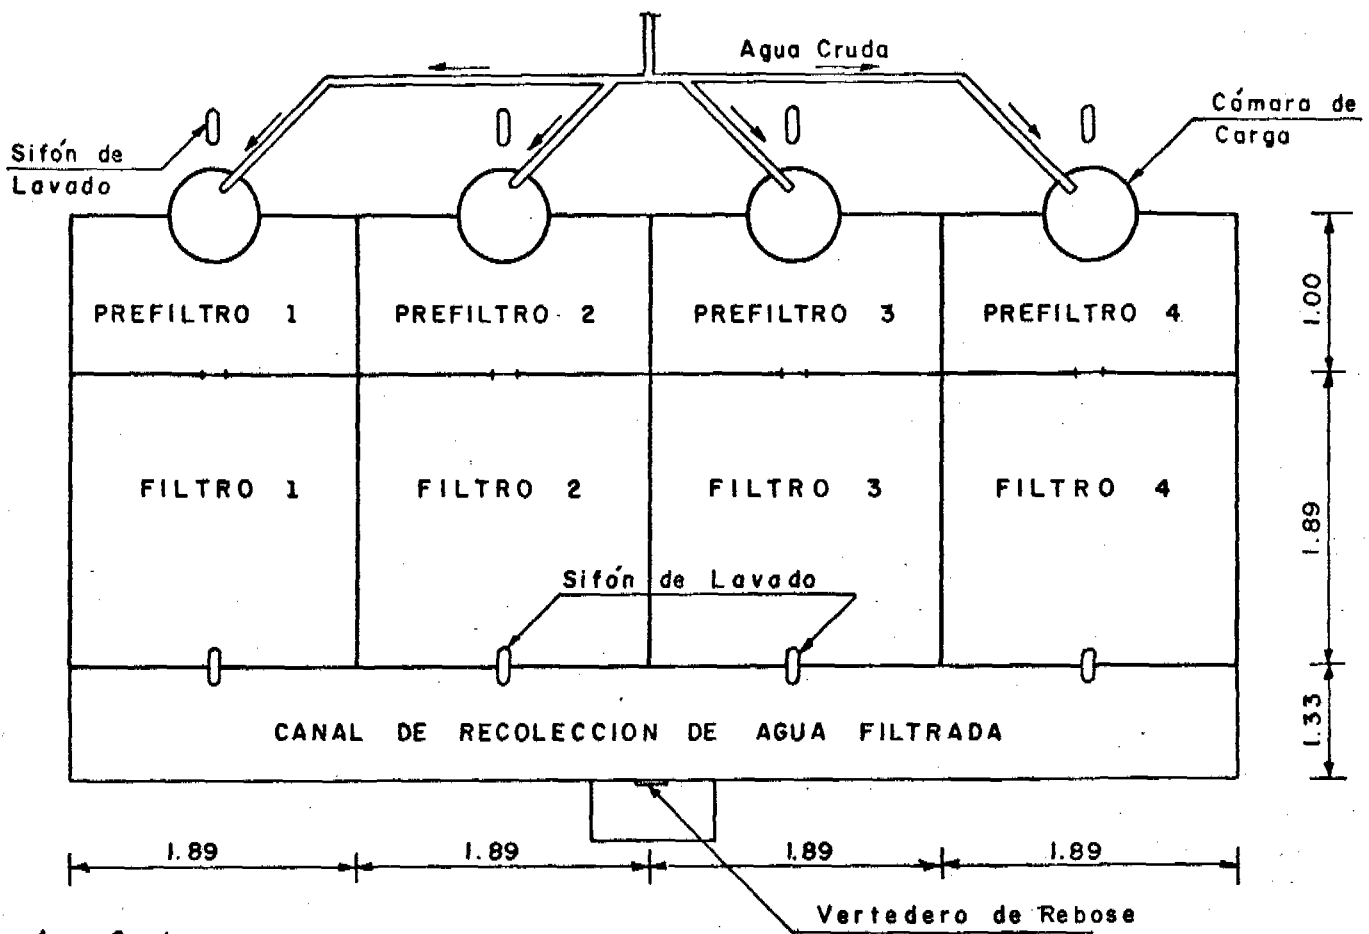 Agua Cruda
Cámara de
Carga
Sifón de
Lavado
PREFILTRO 1
PREFILTRO 2
PREFILTRO 3
PREFILTRO 4
1.00
FILTRO 1
FILTRO 2
FILTRO 3
FILTRO 4
1.89
Sifón de Lavado
CANAL DE RECOLECCION DE AGUA FILTRADA
1.33
1.89
1.89
1.89
1.89
Vertedero de Rebose